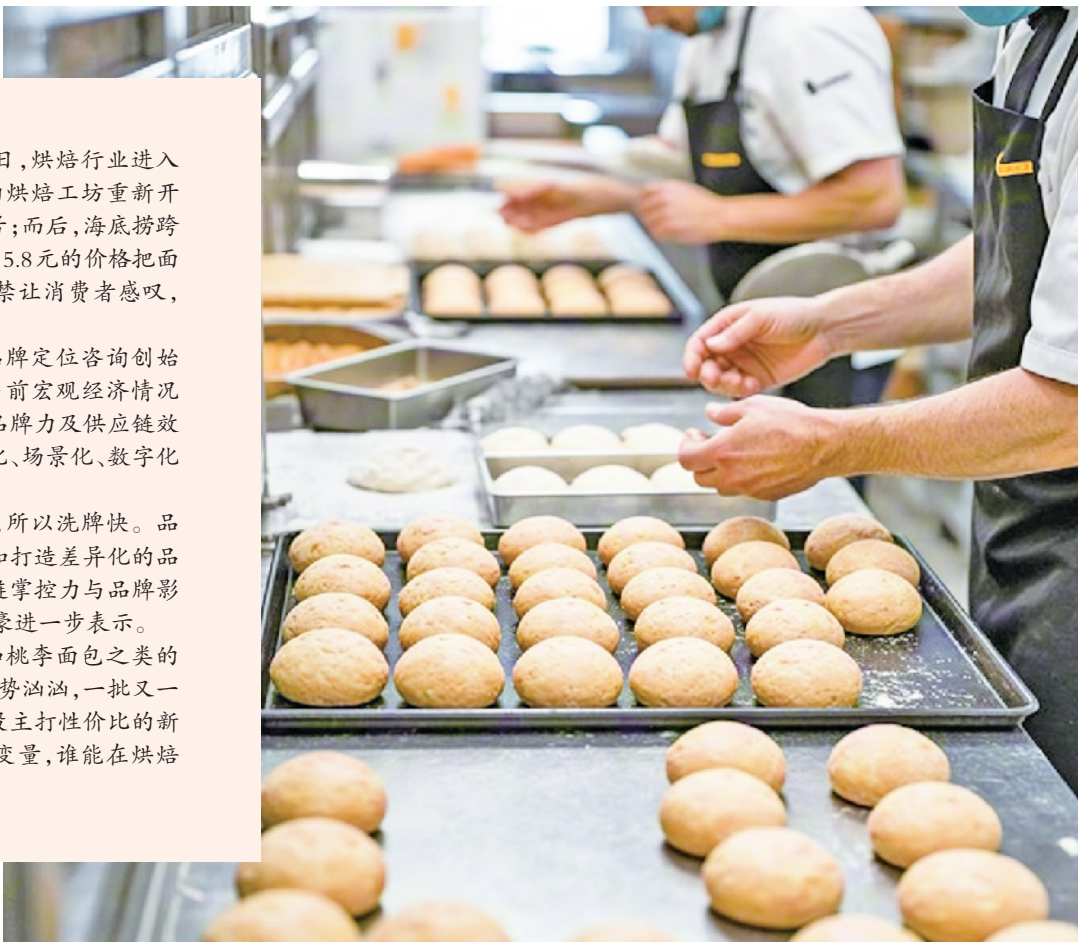 日,烘焙行业进入
的烘焙工坊重新开
;而后,海底捞跨
5.8元的价格把面
禁让消费者感叹,
牌定位咨询创始
前宏观经济情况
品牌力及供应链效
化、场景化、数字化
所以洗牌快。品
和打造差异化的品
链掌控力与品牌影
豪进一步表示。
如桃李面包之类的
势汹汹,一批又一
及主打性价比的新
变量,谁能在烘焙